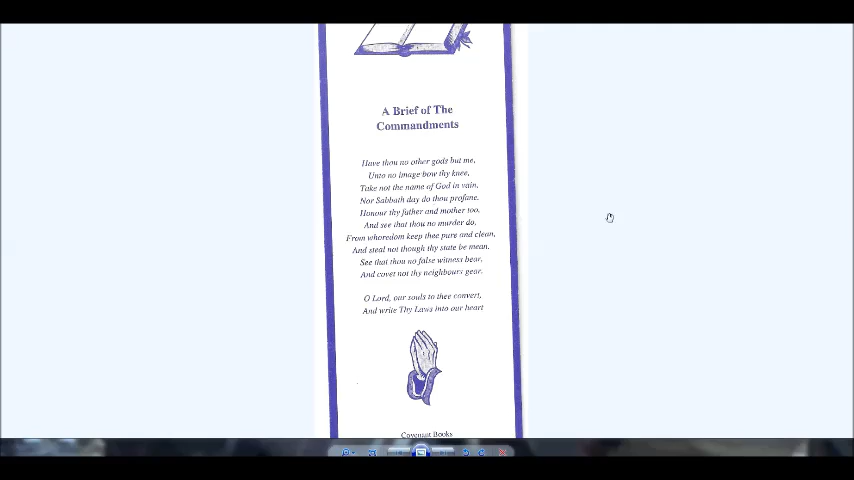 A Brief of The
Commandments
Have thou no other gods but me,
Unto no image bow thy knee,
Take not the name of God in vain,
Nor Sabbath day do thou profane.
Honour thy father and mother too,
And see that thou no murder do.
From whoredom keep thee pure and clean,
And steal not though thy state be mean.
See that thou no false witness bear,
And covet not thy neighbours gear.
O Lord, our souls to thee convert,
And write Thy Laws into our heart
Covenant Books